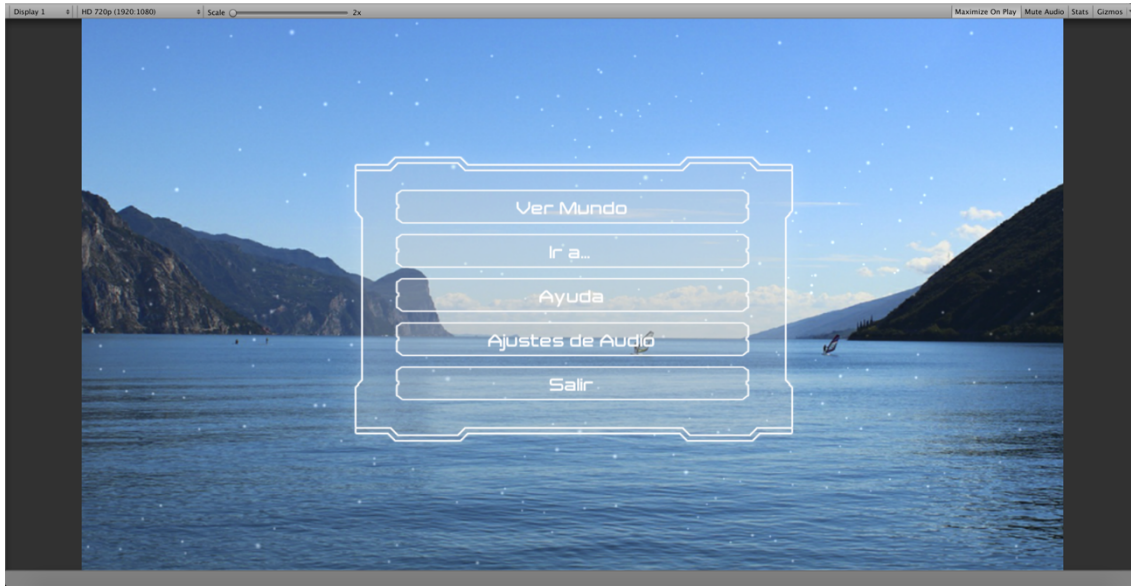 Display 1 HD 720p (1920:1080) Scale 2x Maximize On Play Mute Audio Stats Gizmos
Ver Mundo
Ir a...
Ayuda
Ajustes de Audio
Salir